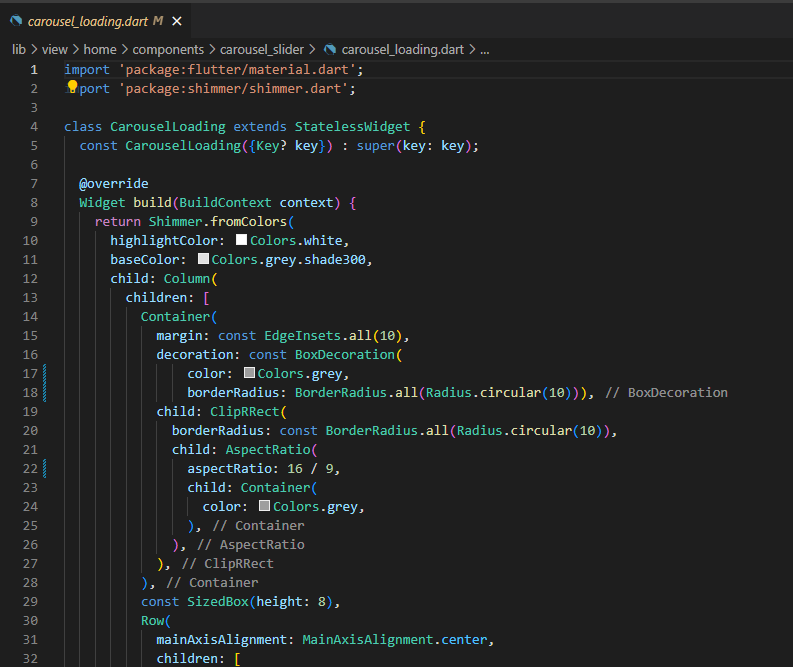 carousel_loading.dart M ×
lib > view > home > components > carousel_slider > carousel_loading.dart > ...
1 import 'package:flutter/material.dart';
2 port 'package:shimmer/shimmer.dart';
3
4 class CarouselLoading extends StatelessWidget {
5 const CarouselLoading({Key? key}) : super(key: key);
6
7 @override
8 Widget build(BuildContext context) {
9 return Shimmer.fromColors(
10 highlightColor: Colors.white,
11 baseColor: Colors.grey.shade300,
12 child: Column(
13 children: [
14 Container(
15 margin: const EdgeInsets.all(10),
16 decoration: const BoxDecoration(
17 color: Colors.grey,
18 borderRadius: BorderRadius.all(Radius.circular(10))), // BoxDecoration
19 child: ClipRRect(
20 borderRadius: const BorderRadius.all(Radius.circular(10)),
21 child: AspectRatio(
22 aspectRatio: 16 / 9,
23 child: Container(
24 color: Colors.grey,
25 ), // Container
26 ), // AspectRatio
27 ), // ClipRRect
28 ), // Container
29 const SizedBox(height: 8),
30 Row(
31 mainAxisAlignment: MainAxisAlignment.center,
32 children: [